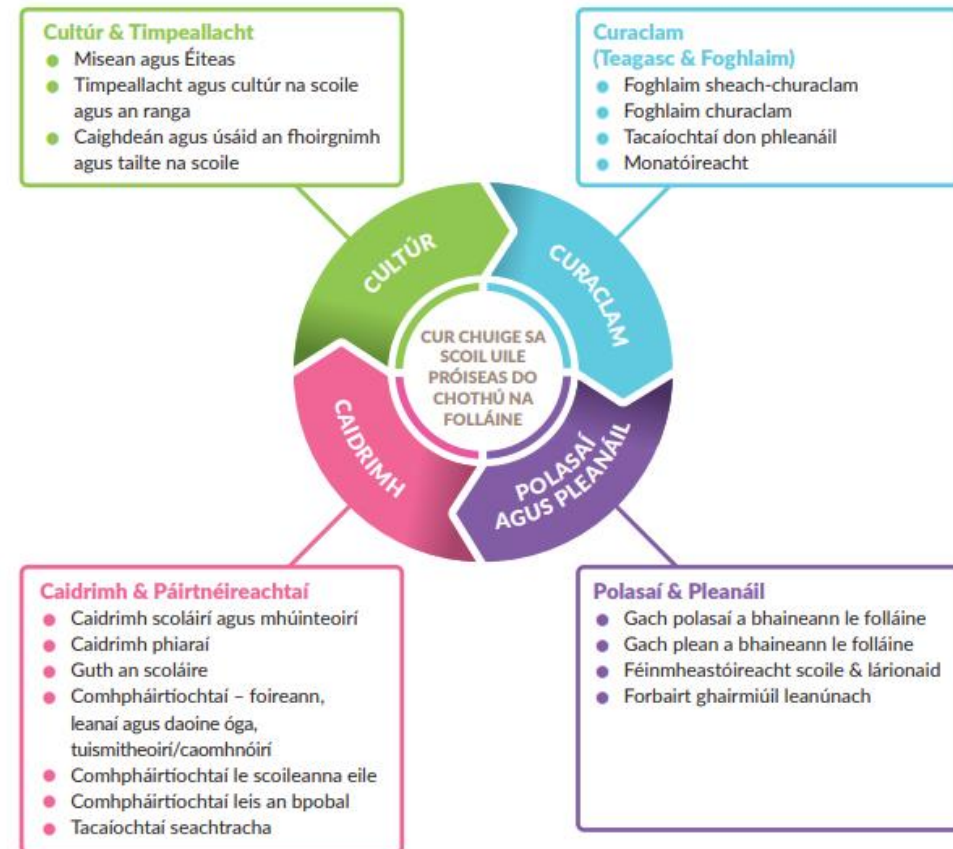 Cultúr & Timpeallacht
Misean agus Éiteas
Timpeallacht agus cultúr na scoile
agus an ranga
Caighdeán agus úsáid an fhoirgnimh
agus tailte na scoile
Curaclam
(Teagasc & Foghlaim)
Foghlaim sheach-churaclam
Foghlaim churaclam
Tacaíochtaí don phleanáil
Monatóireacht
CULTÚR
CURACLAM
CUR CHUIGE SA
SCOIL UILE
PRÓISEAS DO
CHOTHÚ NA
FOLLÁINE
CAIDRIMH
POLASAÍ
AGUS PLEANÁIL
Caidrimh & Páirtnéireachtaí
Caidrimh scoláirí agus mhúinteoirí
Caidrimh phiaraí
Guth an scoláire
Comhpháirtíochtaí – foireann,
leanaí agus daoine óga,
tuismitheoirí/caomhnóirí
Comhpháirtíochtaí le scoileanna eile
Comhpháirtíochtaí leis an bpobal
Tacaíochtaí seachtracha
Polasaí & Pleanáil
Gach polasaí a bhaineann le folláine
Gach plean a bhaineann le folláine
Féinmheastóireacht scoile & lárionaid
Forbairt ghairmiúil leanúnach